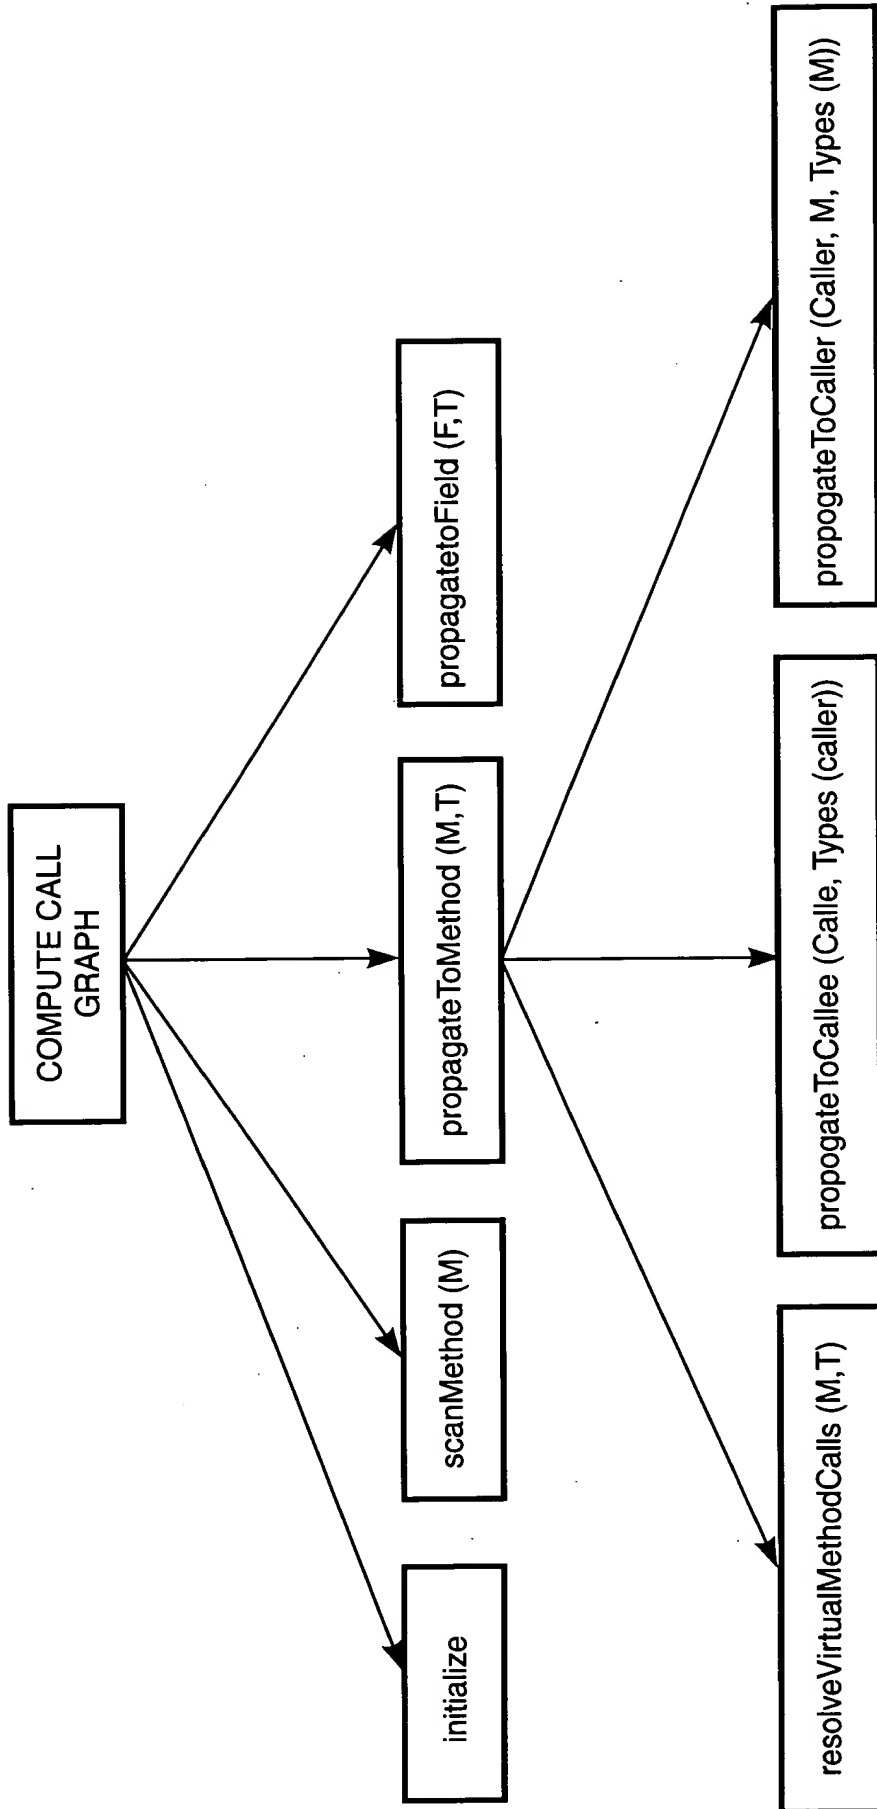 COMPUTE CALL
GRAPH
initialize
scanMethod (M)
propagateToMethod (M,T)
propagatetoField (F,T)
resolveVirtualMethodCalls (M,T)
propogateToCallee (Calle, Types (caller))
propogateToCaller (Caller, M, Types (M))